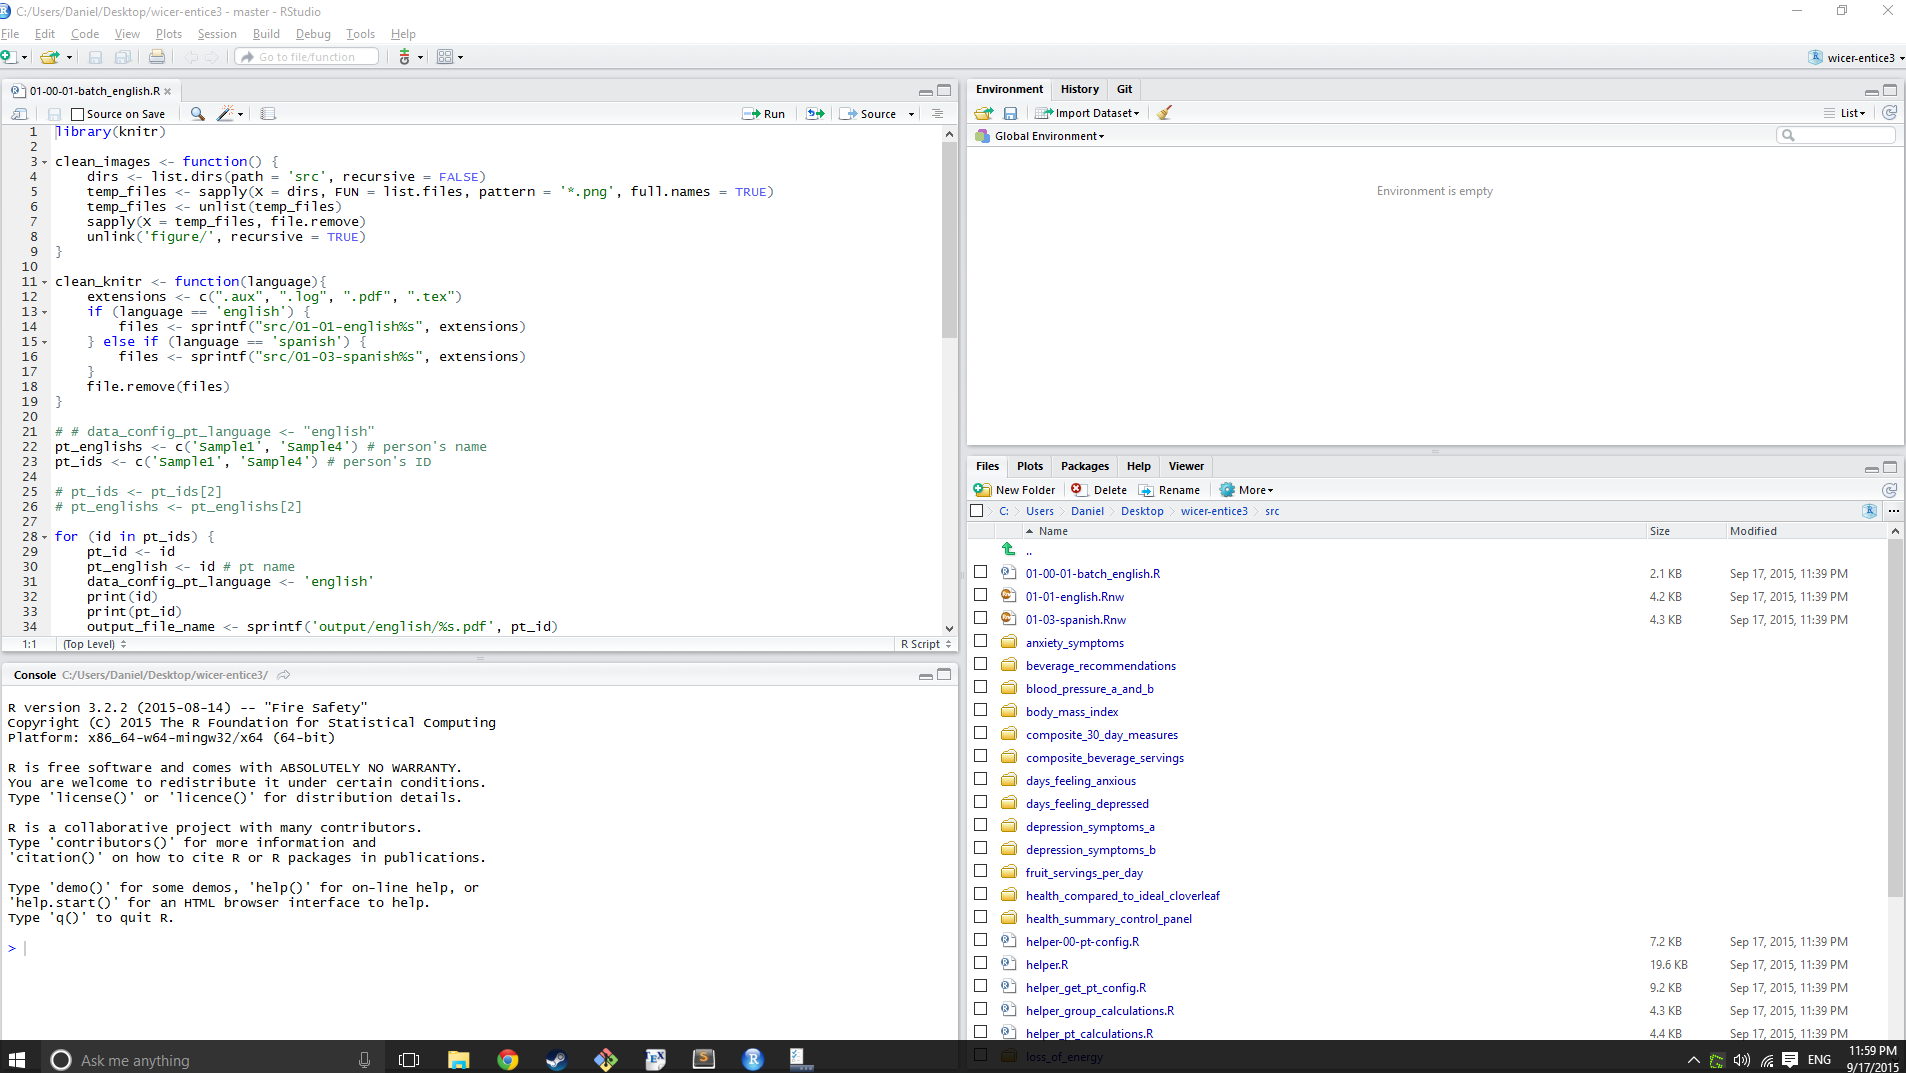 C:/Users/Daniel/Desktop/wicer-entice3 - master - RStudio
File Edit Code View Plots Session Build Debug Tools Help
Go to file/function
wicer-entice3
01-00-01-batch_english.R
Source on Save
Run
Source
1 library(knitr)
2
3 clean_images <- function() {
4 dirs <- list.dirs(path = 'src', recursive = FALSE)
5 temp_files <- sapply(X = dirs, FUN = list.files, pattern = '*.png', full.names = TRUE)
6 temp_files <- unlist(temp_files)
7 sapply(X = temp_files, file.remove)
8 unlink('figure/', recursive = TRUE)
9 }
10
11 clean_knitr <- function(language){
12 extensions <- c(".aux", ".log", ".pdf", ".tex")
13 if (language == 'english') {
14 files <- sprintf("src/01-01-english%s", extensions)
15 } else if (language == 'spanish') {
16 files <- sprintf("src/01-03-spanish%s", extensions)
17 }
18 file.remove(files)
19 }
20
21 # # data_config_pt_language <- "english"
22 pt_englishs <- c('Sample1', 'Sample4') # person's name
23 pt_ids <- c('Sample1', 'Sample4') # person's ID
24
25 # pt_ids <- pt_ids[2]
26 # pt_englishs <- pt_englishs[2]
27
28 for (id in pt_ids) {
29 pt_id <- id
30 pt_english <- id # pt name
31 data_config_pt_language <- 'english'
32 print(id)
33 print(pt_id)
34 output_file_name <- sprintf('output/english/%s.pdf', pt_id)
1:1 (Top Level) R Script
Console C:/Users/Daniel/Desktop/wicer-entice3/
R version 3.2.2 (2015-08-14) -- "Fire Safety"
Copyright (C) 2015 The R Foundation for Statistical Computing
Platform: x86_64-w64-mingw32/x64 (64-bit)
R is free software and comes with ABSOLUTELY NO WARRANTY.
You are welcome to redistribute it under certain conditions.
Type 'license()' or 'licence()' for distribution details.
R is a collaborative project with many contributors.
Type 'contributors()' for more information and
'citation()' on how to cite R or R packages in publications.
Type 'demo()' for some demos, 'help()' for on-line help, or
'help.start()' for an HTML browser interface to help.
Type 'q()' to quit R.
>
Environment History Git
Import Dataset
List
Global Environment
Environment is empty
Files Plots Packages Help Viewer
New Folder Delete Rename More
C: Users Daniel Desktop wicer-entice3 src
Name Size Modified
..
01-00-01-batch_english.R 2.1 KB Sep 17, 2015, 11:39 PM
01-01-english.Rnw 4.2 KB Sep 17, 2015, 11:39 PM
01-03-spanish.Rnw 4.3 KB Sep 17, 2015, 11:39 PM
anxiety_symptoms
beverage_recommendations
blood_pressure_a_and_b
body_mass_index
composite_30_day_measures
composite_beverage_servings
days_feeling_anxious
days_feeling_depressed
depression_symptoms_a
depression_symptoms_b
fruit_servings_per_day
health_compared_to_ideal_cloverleaf
health_summary_control_panel
helper-00-pt-config.R 7.2 KB Sep 17, 2015, 11:39 PM
helper.R 19.6 KB Sep 17, 2015, 11:39 PM
helper_get_pt_config.R 9.2 KB Sep 17, 2015, 11:39 PM
helper_group_calculations.R 4.3 KB Sep 17, 2015, 11:39 PM
helper_pt_calculations.R 4.4 KB Sep 17, 2015, 11:39 PM
loss_of_energy
Ask me anything
ENG
11:59 PM
9/17/2015